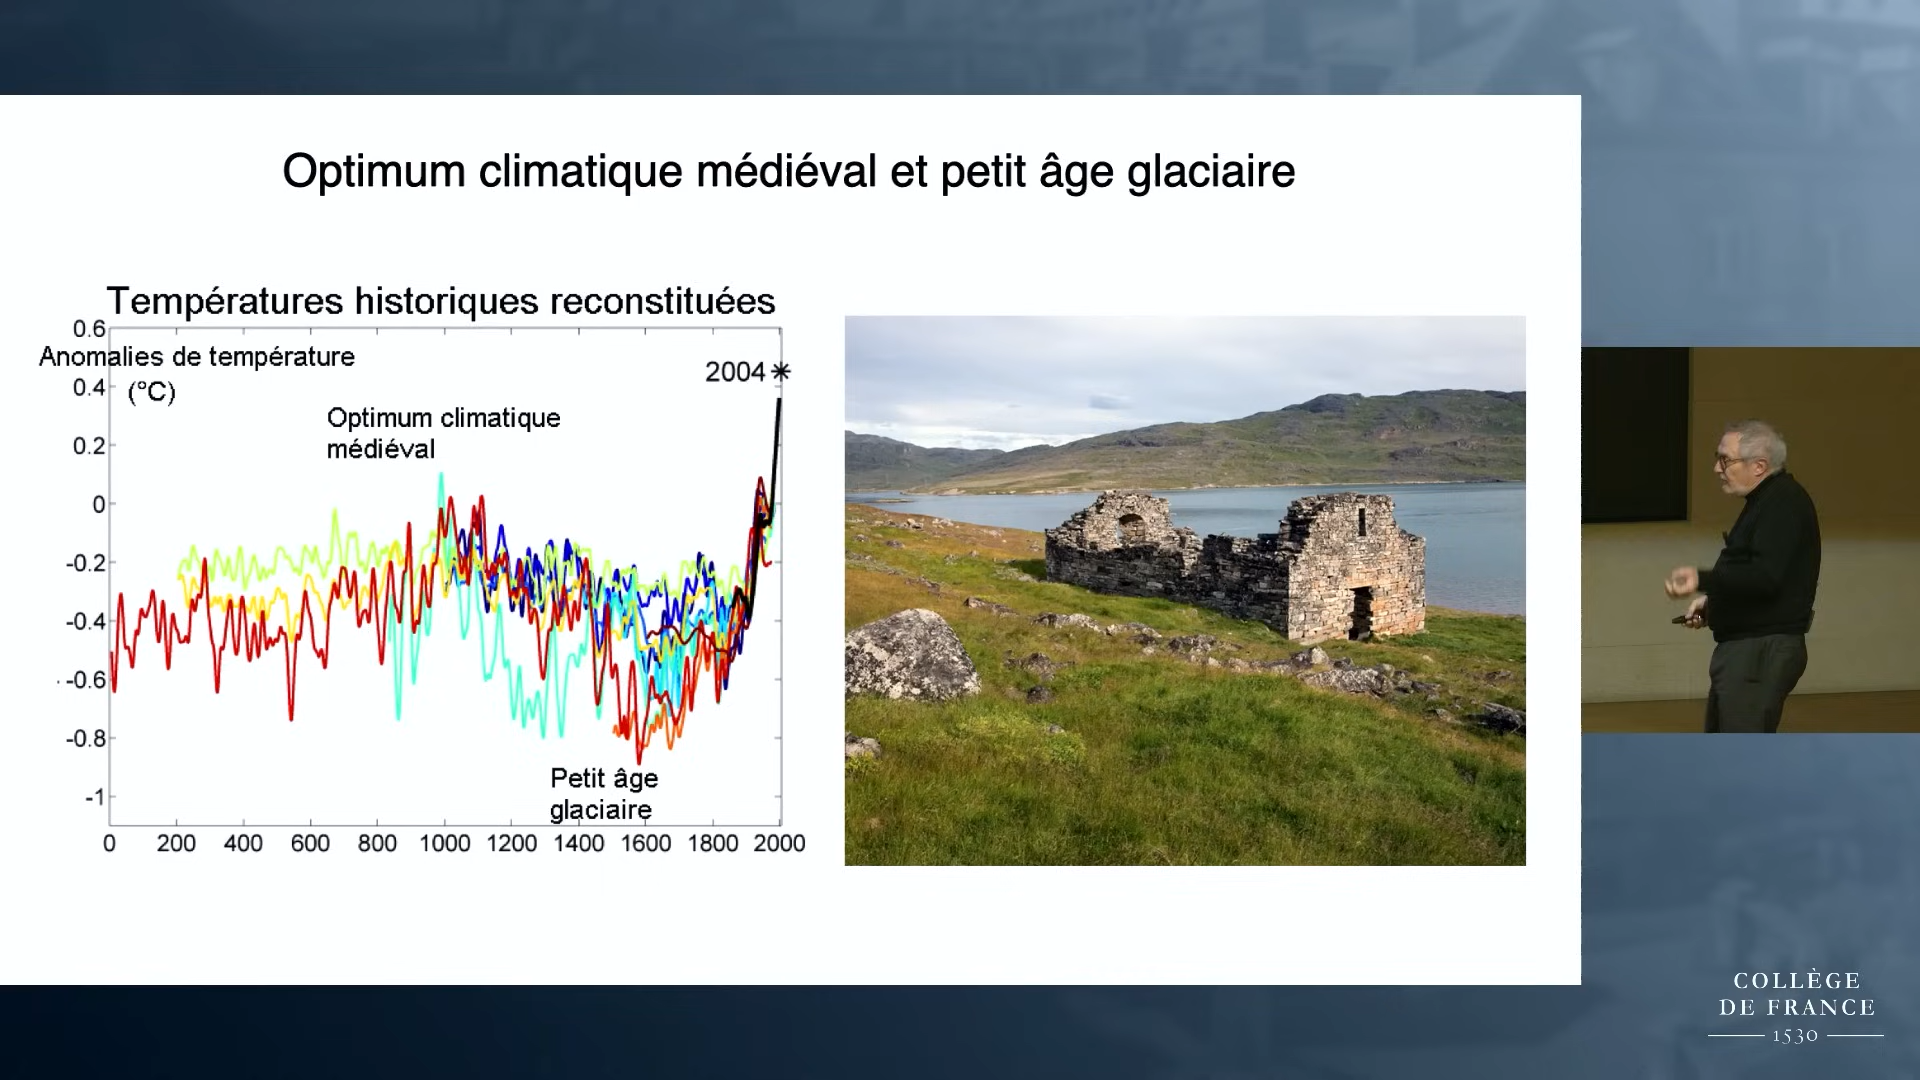 Optimum climatique médiéval et petit âge glaciaire
Températures historiques reconstituées
0.6
Anomalies de température
(°C)
0.4
2004 *
Optimum climatique
médiéval
0.2
0
-0.2
-0.4
-0.6
-0.8
Petit âge
glaciaire
-1
0 200 400 600 800 1000 1200 1400 1600 1800 2000
COLLÈGE
DE FRANCE
1530